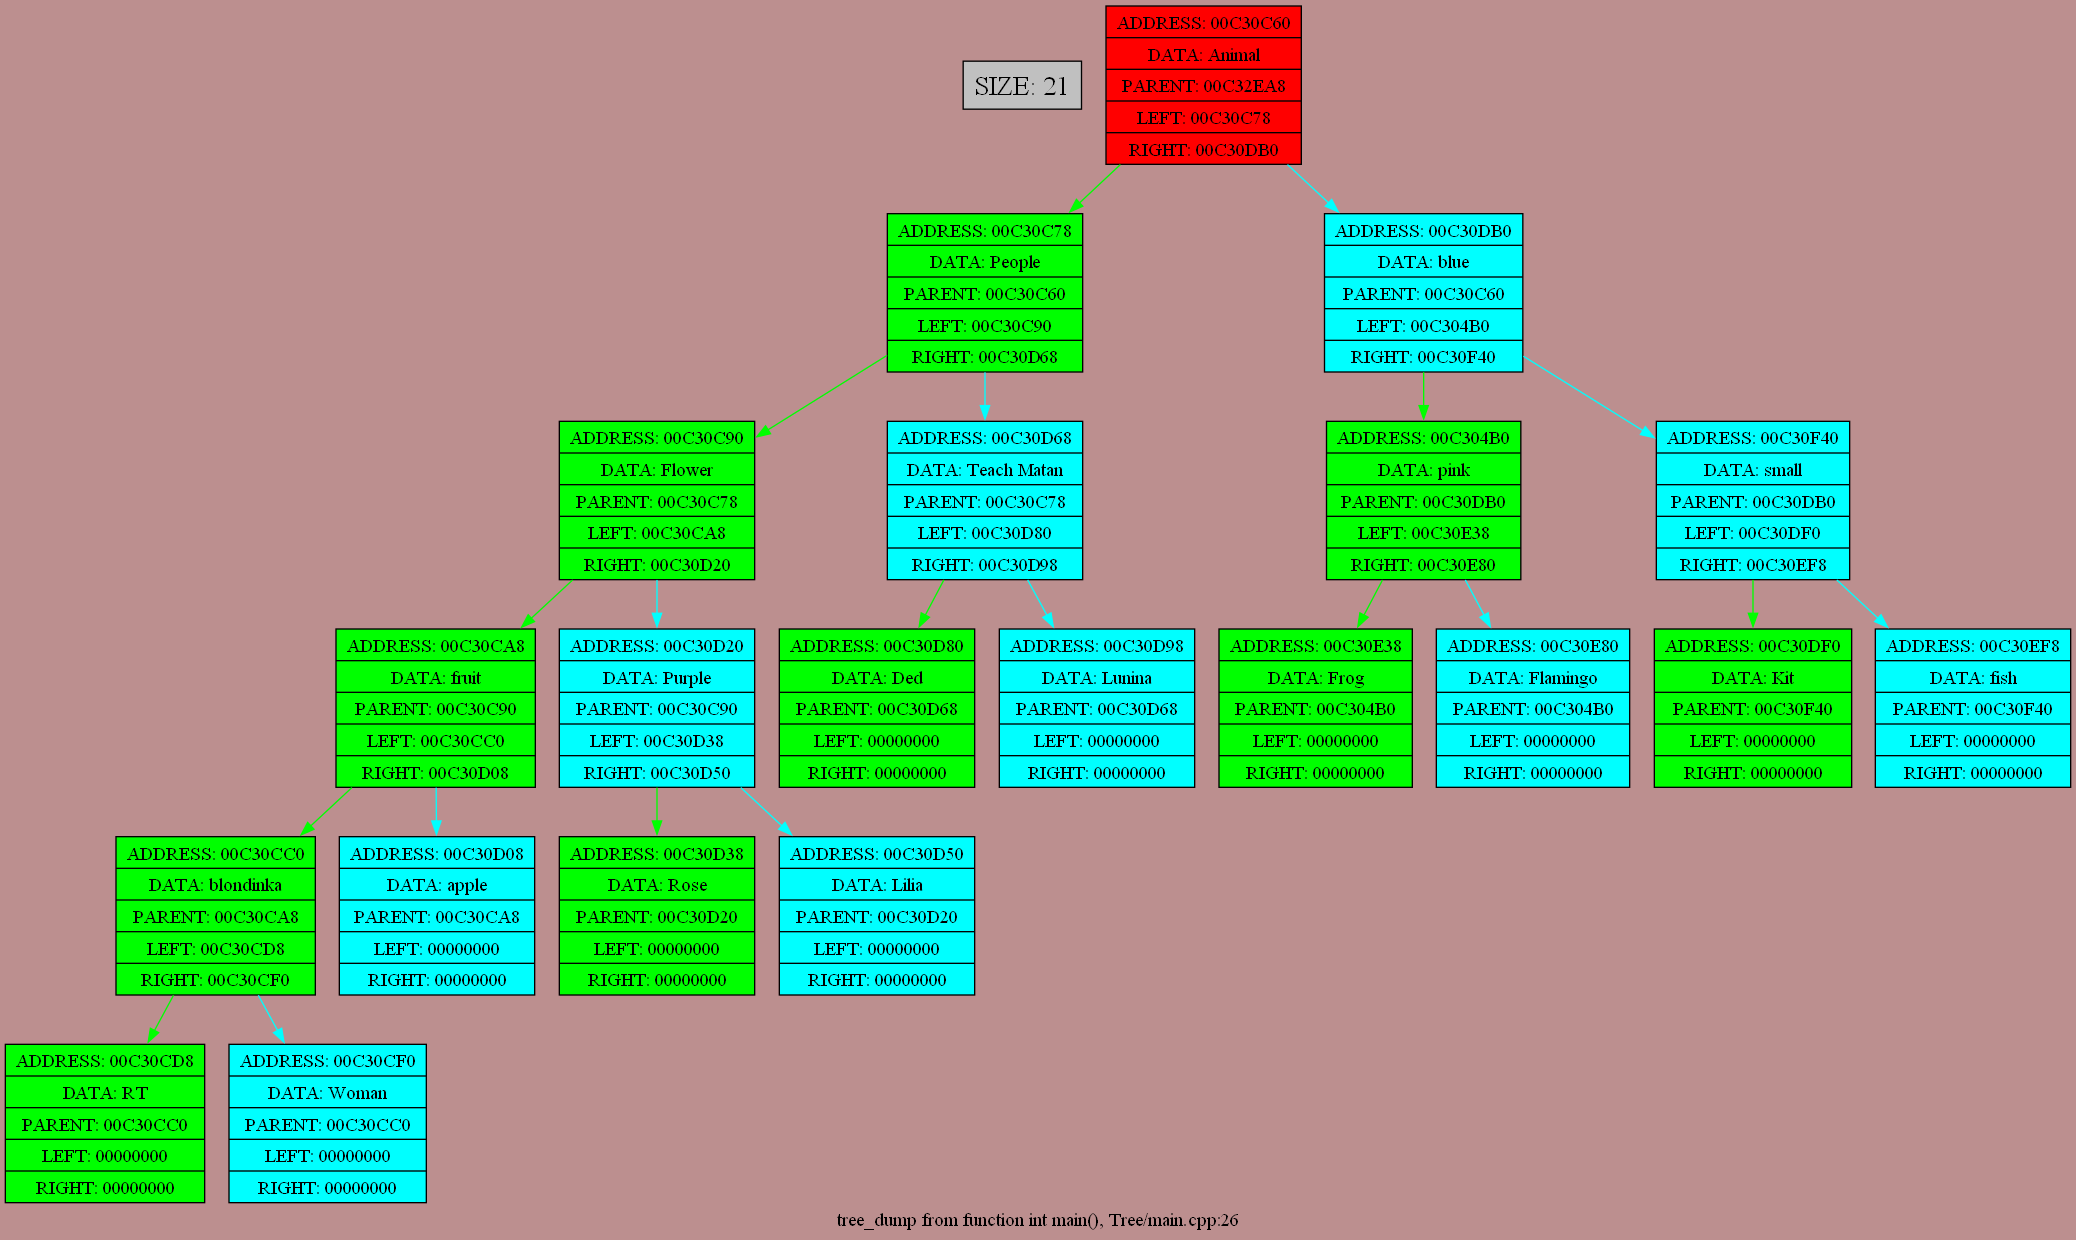 ADDRESS: 00C30C60
DATA: Animal
PARENT: 00C32EA8
LEFT: 00C30C78
RIGHT: 00C30DB0
SIZE: 21
ADDRESS: 00C30C78
DATA: People
PARENT: 00C30C60
LEFT: 00C30C90
RIGHT: 00C30D68
ADDRESS: 00C30DB0
DATA: blue
PARENT: 00C30C60
LEFT: 00C304B0
RIGHT: 00C30F40
ADDRESS: 00C30C90
DATA: Flower
PARENT: 00C30C78
LEFT: 00C30CA8
RIGHT: 00C30D20
ADDRESS: 00C30D68
DATA: Teach Matan
PARENT: 00C30C78
LEFT: 00C30D80
RIGHT: 00C30D98
ADDRESS: 00C304B0
DATA: pink
PARENT: 00C30DB0
LEFT: 00C30E38
RIGHT: 00C30E80
ADDRESS: 00C30F40
DATA: small
PARENT: 00C30DB0
LEFT: 00C30DF0
RIGHT: 00C30EF8
ADDRESS: 00C30CA8
DATA: fruit
PARENT: 00C30C90
LEFT: 00C30CC0
RIGHT: 00C30D08
ADDRESS: 00C30D20
DATA: Purple
PARENT: 00C30C90
LEFT: 00C30D38
RIGHT: 00C30D50
ADDRESS: 00C30D80
DATA: Ded
PARENT: 00C30D68
LEFT: 00000000
RIGHT: 00000000
ADDRESS: 00C30D98
DATA: Lunina
PARENT: 00C30D68
LEFT: 00000000
RIGHT: 00000000
ADDRESS: 00C30E38
DATA: Frog
PARENT: 00C304B0
LEFT: 00000000
RIGHT: 00000000
ADDRESS: 00C30E80
DATA: Flamingo
PARENT: 00C304B0
LEFT: 00000000
RIGHT: 00000000
ADDRESS: 00C30DF0
DATA: Kit
PARENT: 00C30F40
LEFT: 00000000
RIGHT: 00000000
ADDRESS: 00C30EF8
DATA: fish
PARENT: 00C30F40
LEFT: 00000000
RIGHT: 00000000
ADDRESS: 00C30CC0
DATA: blondinka
PARENT: 00C30CA8
LEFT: 00C30CD8
RIGHT: 00C30CF0
ADDRESS: 00C30D08
DATA: apple
PARENT: 00C30CA8
LEFT: 00000000
RIGHT: 00000000
ADDRESS: 00C30D38
DATA: Rose
PARENT: 00C30D20
LEFT: 00000000
RIGHT: 00000000
ADDRESS: 00C30D50
DATA: Lilia
PARENT: 00C30D20
LEFT: 00000000
RIGHT: 00000000
ADDRESS: 00C30CD8
DATA: RT
PARENT: 00C30CC0
LEFT: 00000000
RIGHT: 00000000
ADDRESS: 00C30CF0
DATA: Woman
PARENT: 00C30CC0
LEFT: 00000000
RIGHT: 00000000
tree_dump from function int main(), Tree/main.cpp:26